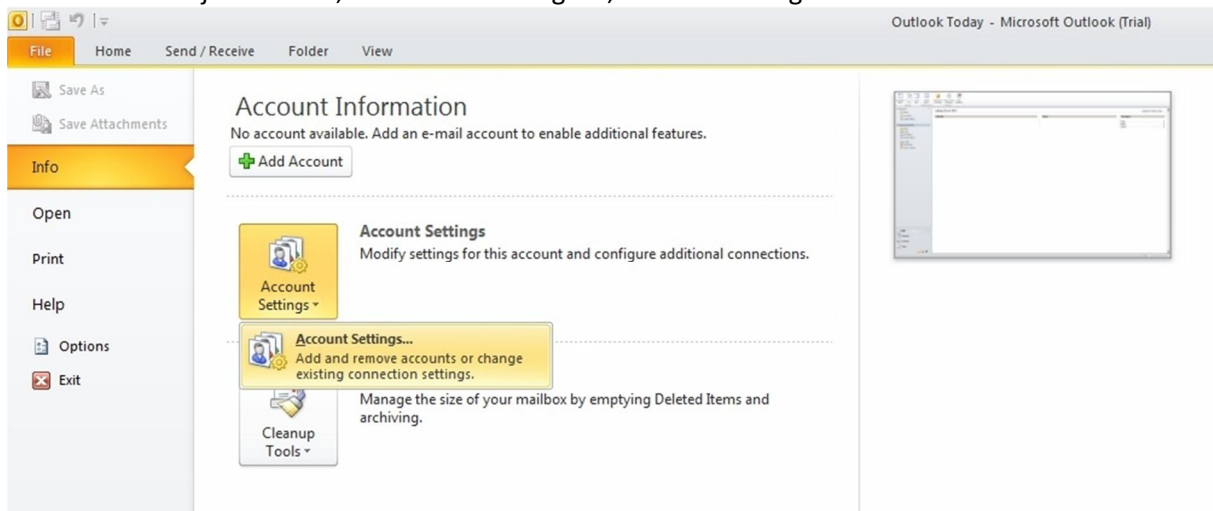 Outlook Today - Microsoft Outlook (Trial)
File Home Send / Receive Folder View
Save As
Save Attachments
Info
Open
Print
Help
Options
Exit
Account Information
No account available. Add an e-mail account to enable additional features.
Add Account
Account Settings
Modify settings for this account and configure additional connections.
Account
Settings
Account Settings...
Add and remove accounts or change
existing connection settings.
Manage the size of your mailbox by emptying Deleted Items and
archiving.
Cleanup
Tools